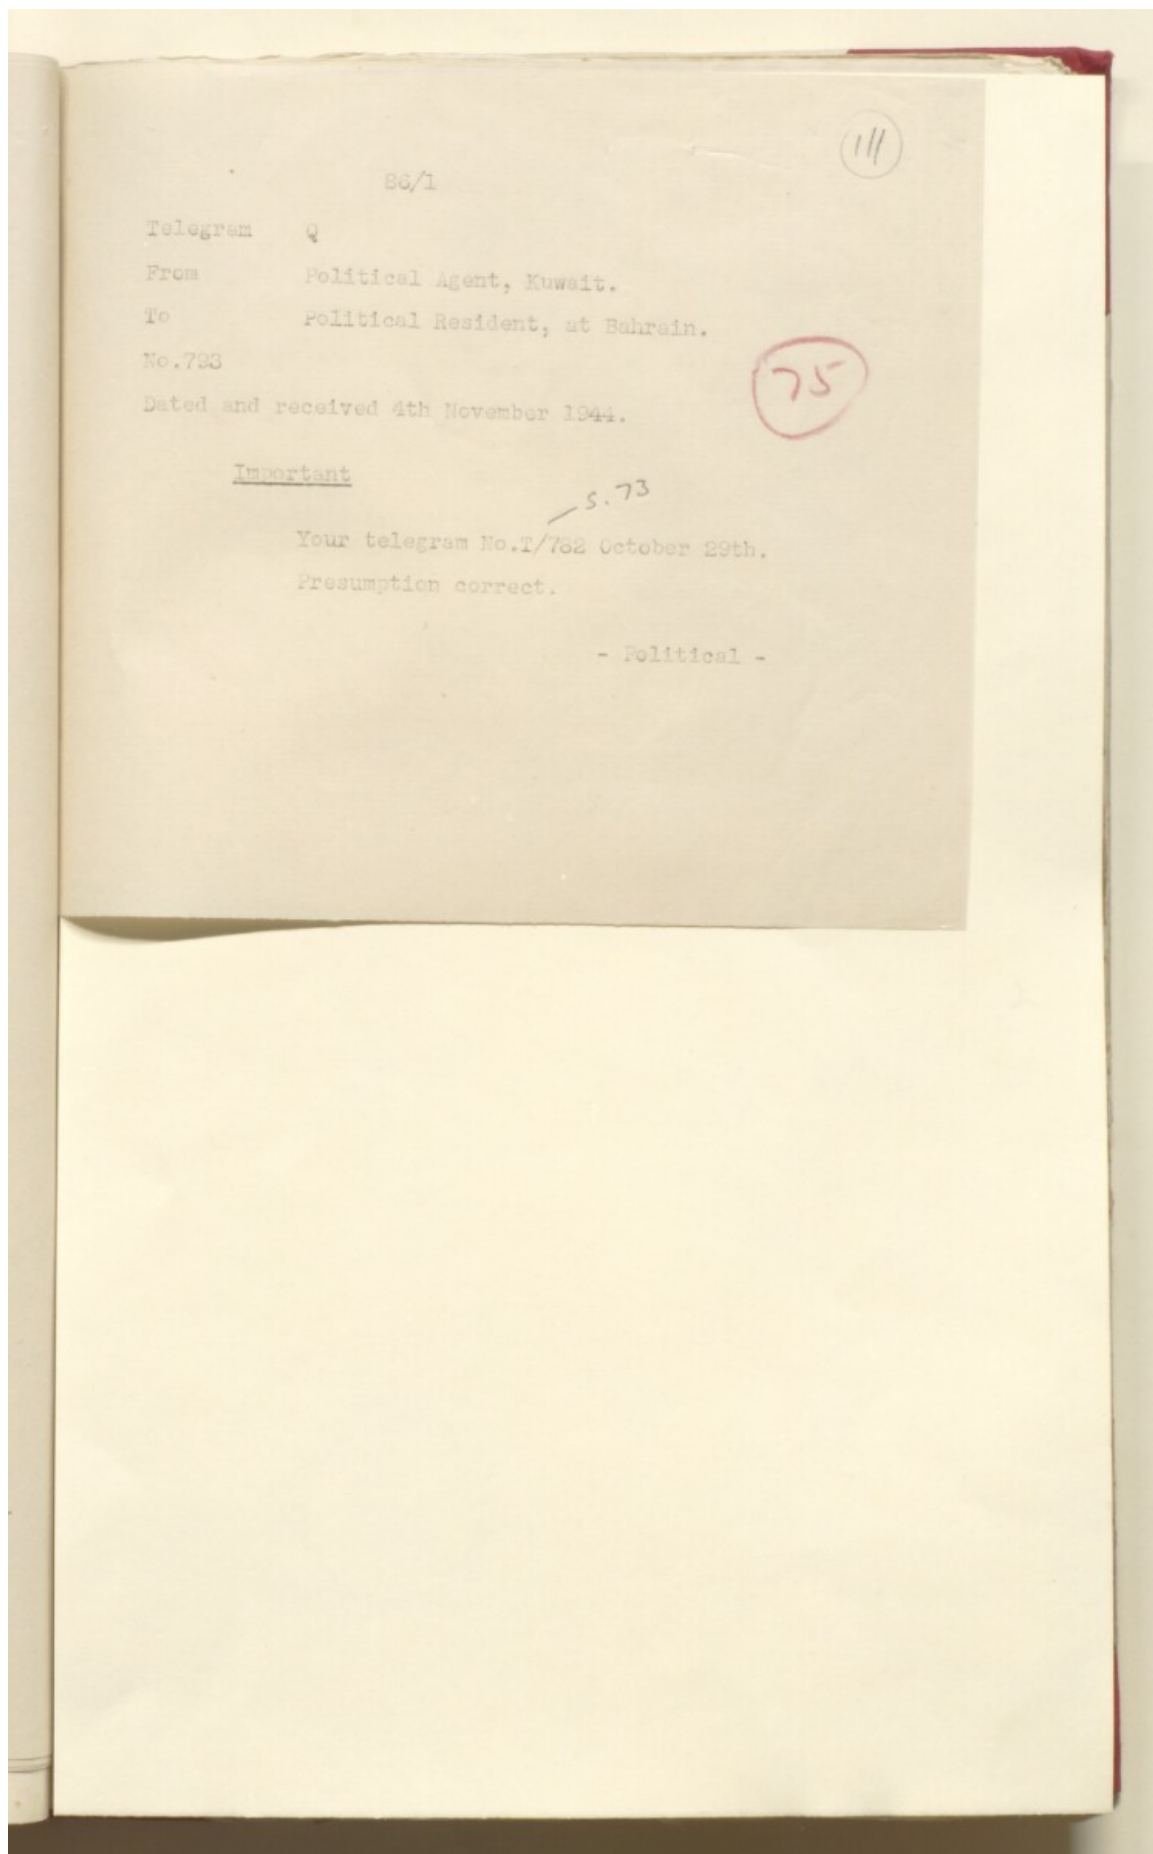 111
86/1
Telegram Q
From Political Agent, Kuwait.
To Political Resident, at Bahrain.
No.793
75
Dated and received 4th November 1944.
Important
S. 73
Your telegram No.T/782 October 29th.
Presumption correct.
- Political -